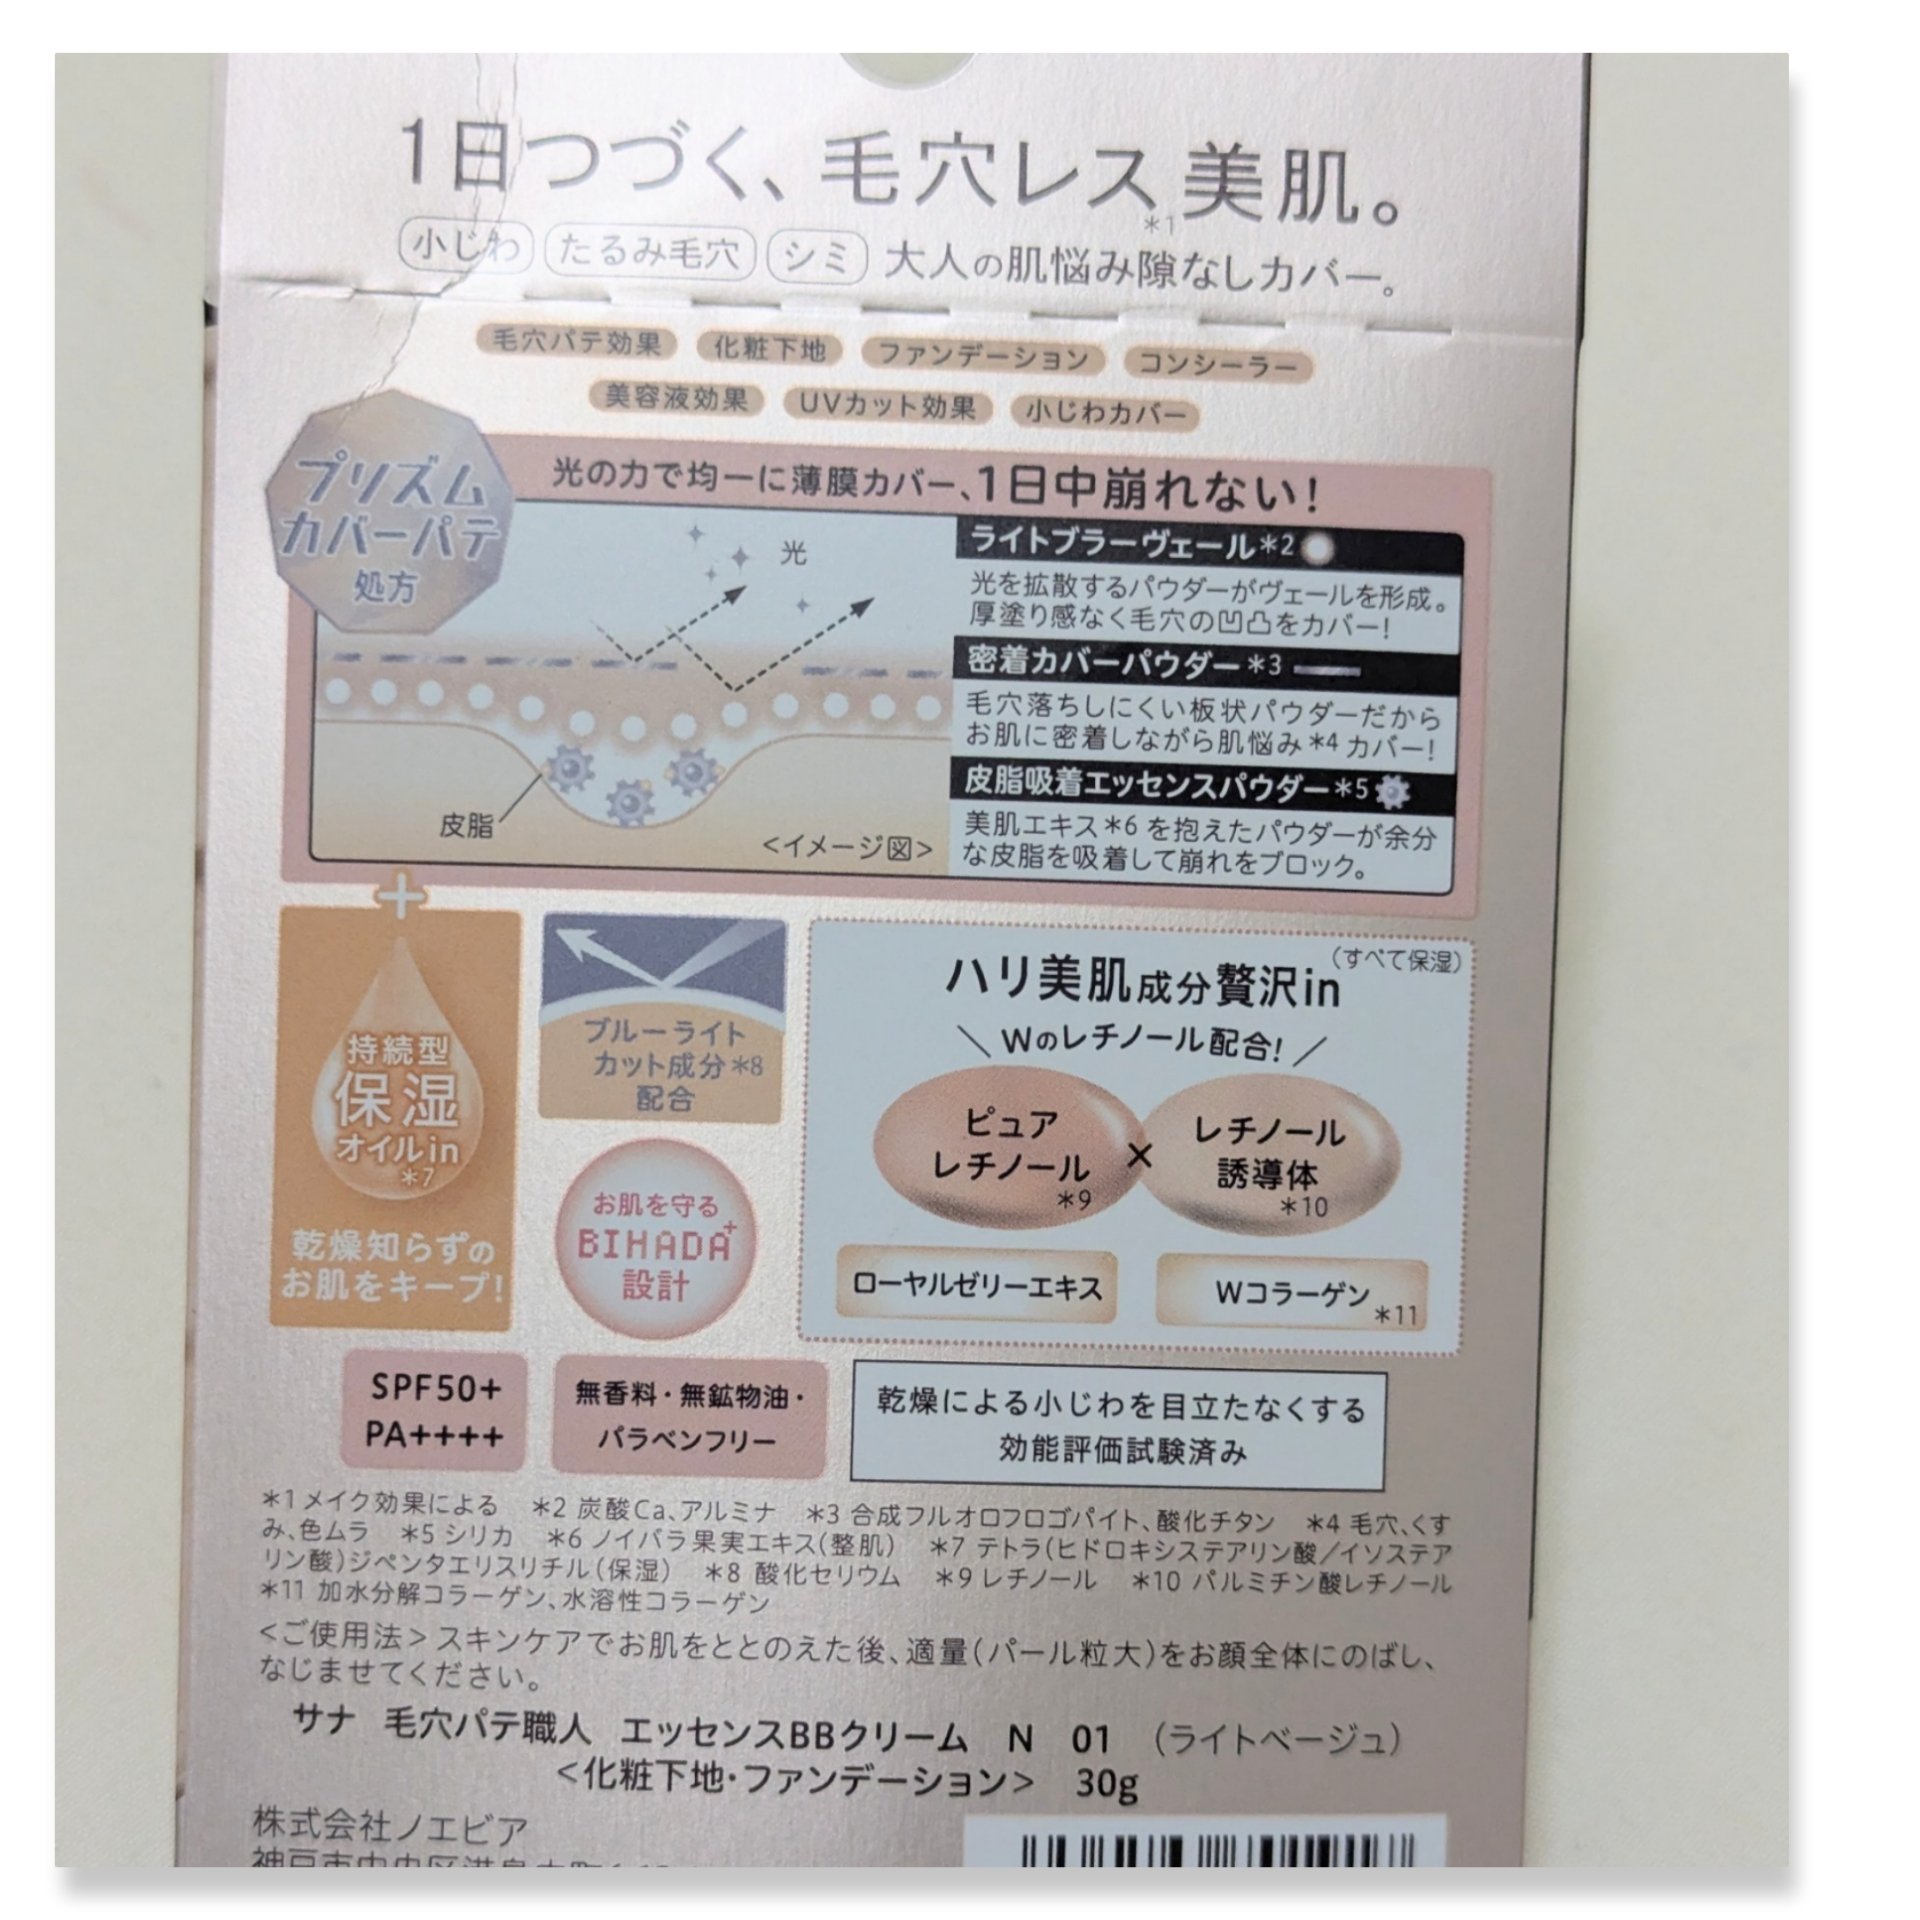 1日つづく、毛穴レス美肌。
*1
小じわ たるみ毛穴 シミ 大人の肌悩み隙なしカバー。
毛穴パテ効果 化粧下地 ファンデーション コンシーラー
美容液効果 UVカット効果 小じわカバー
プリズム
カバーパテ
処方
光の力で均一に薄膜カバー、1日中崩れない!
光
皮脂
<イメージ図>
ライトブラーヴェール*2
光を拡散するパウダーがヴェールを形成。
厚塗り感なく毛穴の凹凸をカバー!
密着カバーパウダー*3
毛穴落ちしにくい板状パウダーだから
お肌に密着しながら肌悩み*4カバー!
皮脂吸着エッセンスパウダー*5
美肌エキス*6を抱えたパウダーが余分
な皮脂を吸着して崩れをブロック。
+
持続型
保湿
オイルin
*7
乾燥知らずの
お肌をキープ!
ブルーライト
カット成分*8
配合
お肌を守る
BIHADA+
設計
(すべて保湿)
ハリ美肌成分贅沢in
\ Wのレチノール配合! /
ピュア
レチノール
*9
×
レチノール
誘導体
*10
ローヤルゼリーエキス
Wコラーゲン
*11
SPF50+
PA++++
無香料・無鉱物油・
パラベンフリー
乾燥による小じわを目立たなくする
効能評価試験済み
*1 メイク効果による *2 炭酸Ca、アルミナ *3 合成フルオロフロゴパイト、酸化チタン *4 毛穴、くす
み、色ムラ *5 シリカ *6 ノイバラ果実エキス(整肌) *7 テトラ(ヒドロキシステアリン酸/イソステア
リン酸)ジペンタエリスリチル(保湿) *8 酸化セリウム *9 レチノール *10 パルミチン酸レチノール
*11 加水分解コラーゲン、水溶性コラーゲン
<ご使用法>スキンケアでお肌をととのえた後、適量(パール粒大)をお顔全体にのばし、
なじませてください。
サナ 毛穴パテ職人 エッセンスBBクリーム N 01 (ライトベージュ)
<化粧下地・ファンデーション> 30g
株式会社ノエビア